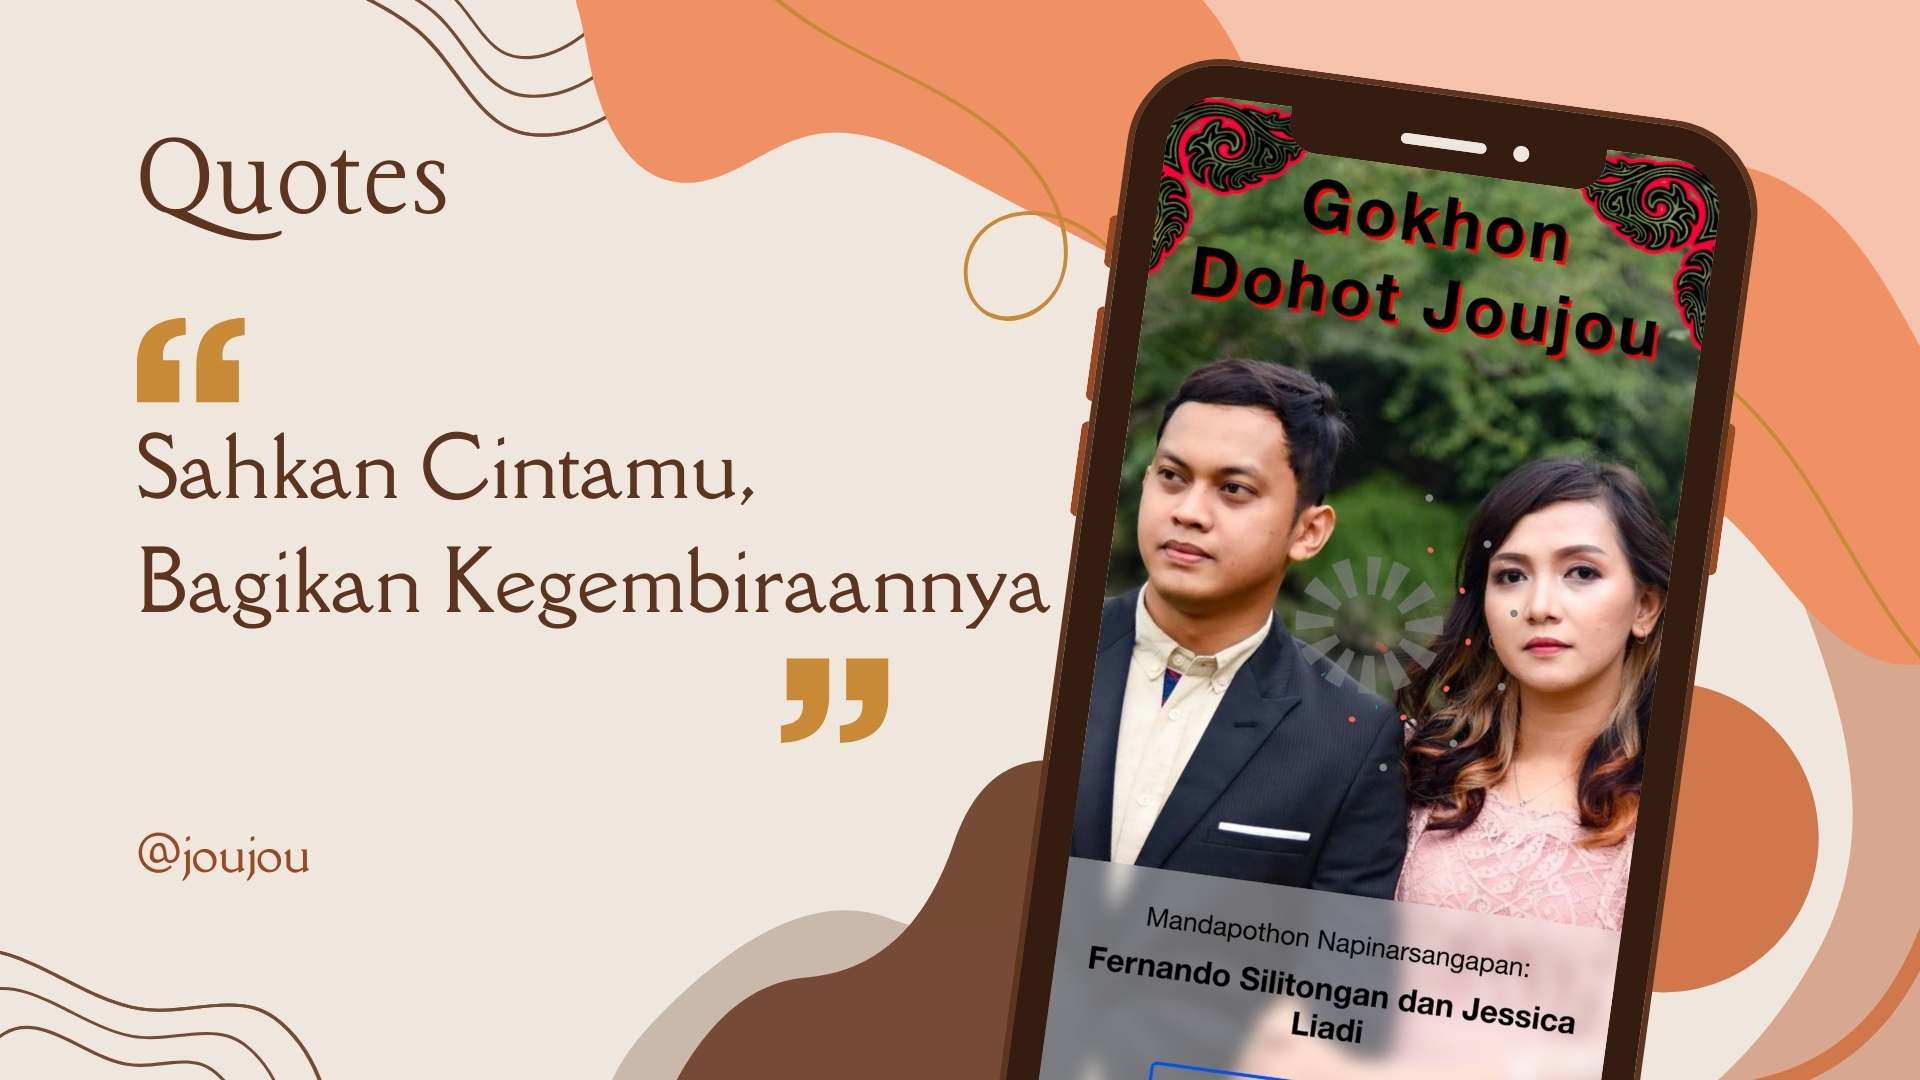 Quotes
“
Sahkan Cintamu,
Bagikan Kegembiraannya
”
@joujou
Gokhon
Dohot Joujou
Mandapothon Napinarsangapan:
Fernando Silitongan dan Jessica
Liadi